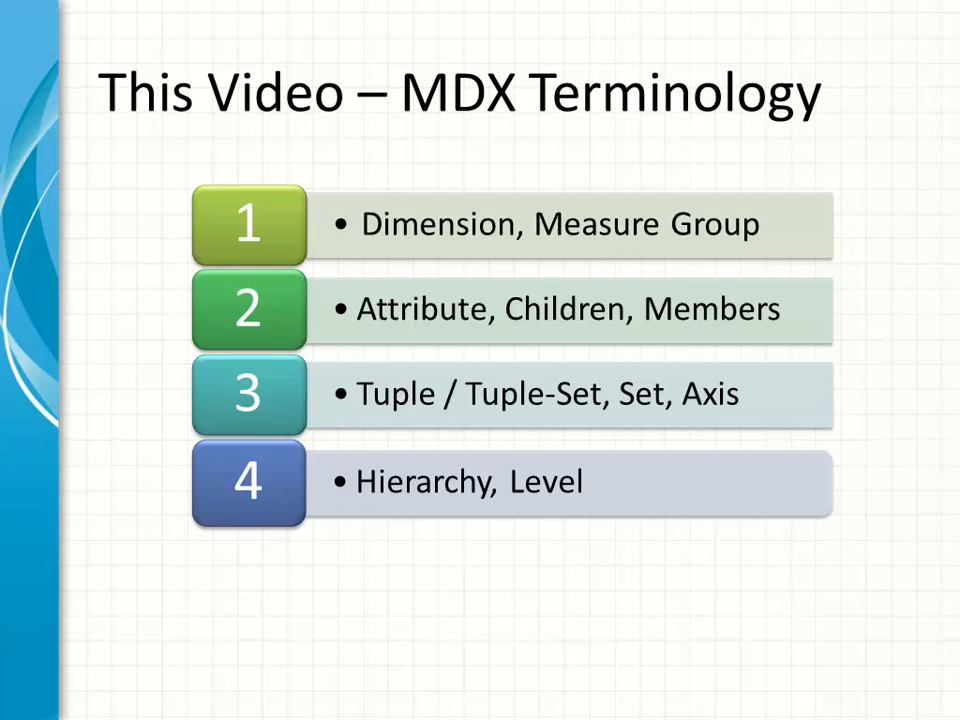 This Video – MDX Terminology
1 • Dimension, Measure Group
2 • Attribute, Children, Members
3 • Tuple / Tuple-Set, Set, Axis
4 • Hierarchy, Level